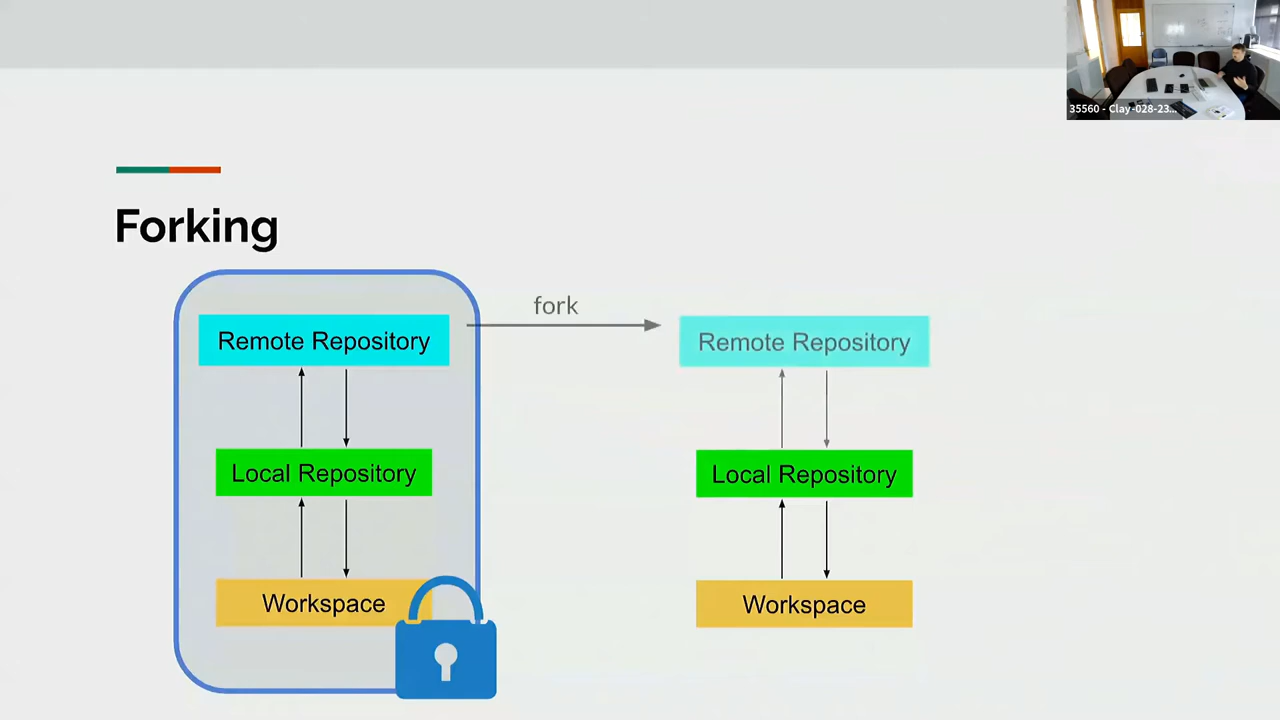 35560 - Clay-028-23...
Forking
fork
Remote Repository
Remote Repository
Local Repository
Local Repository
Workspace
Workspace